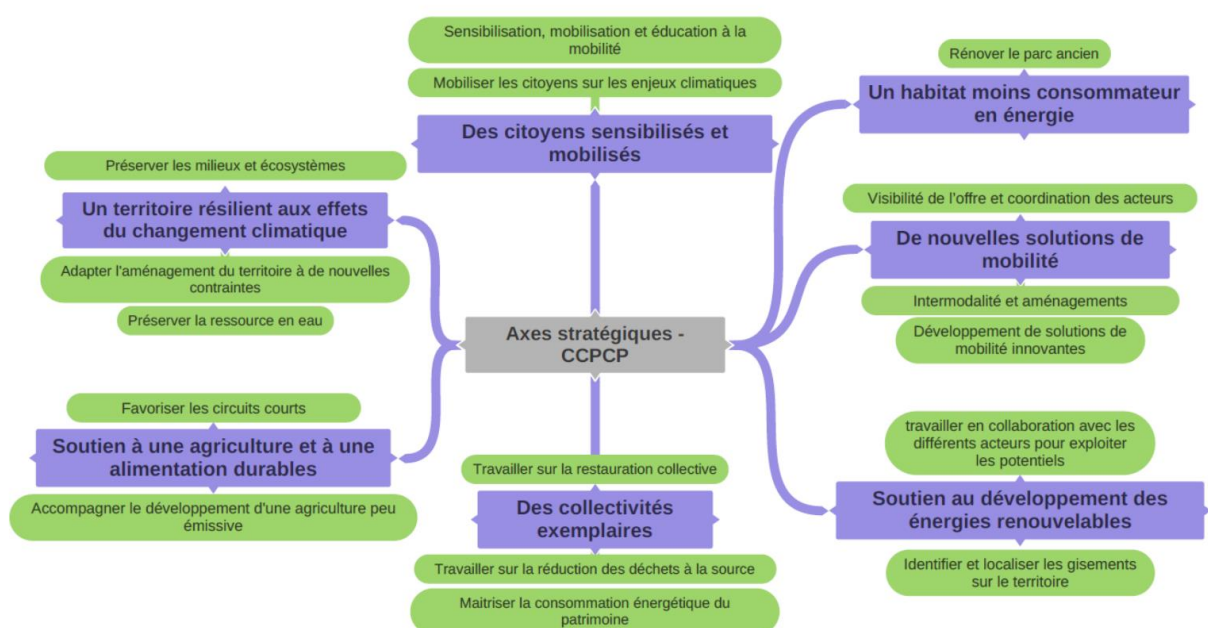 Sensibilisation, mobilisation et éducation à la
mobilité
Mobiliser les citoyens sur les enjeux climatiques
Des citoyens sensibilisés et
mobilisés
Rénover le parc ancien
Un habitat moins consommateur
en énergie
Préserver les milieux et écosystèmes
Un territoire résilient aux effets
du changement climatique
Adapter l'aménagement du territoire à de nouvelles
contraintes
Préserver la ressource en eau
Visibilité de l'offre et coordination des acteurs
De nouvelles solutions de
mobilité
Intermodalité et aménagements
Développement de solutions de
mobilité innovantes
Axes stratégiques -
CCPCP
Favoriser les circuits courts
Soutien à une agriculture et à une
alimentation durables
Accompagner le développement d'une agriculture peu
émissive
Travailler sur la restauration collective
Des collectivités
exemplaires
Travailler sur la réduction des déchets à la source
Maitriser la consommation énergétique du
patrimoine
travailler en collaboration avec les
différents acteurs pour exploiter
les potentiels
Soutien au développement des
énergies renouvelables
Identifier et localiser les gisements
sur le territoire